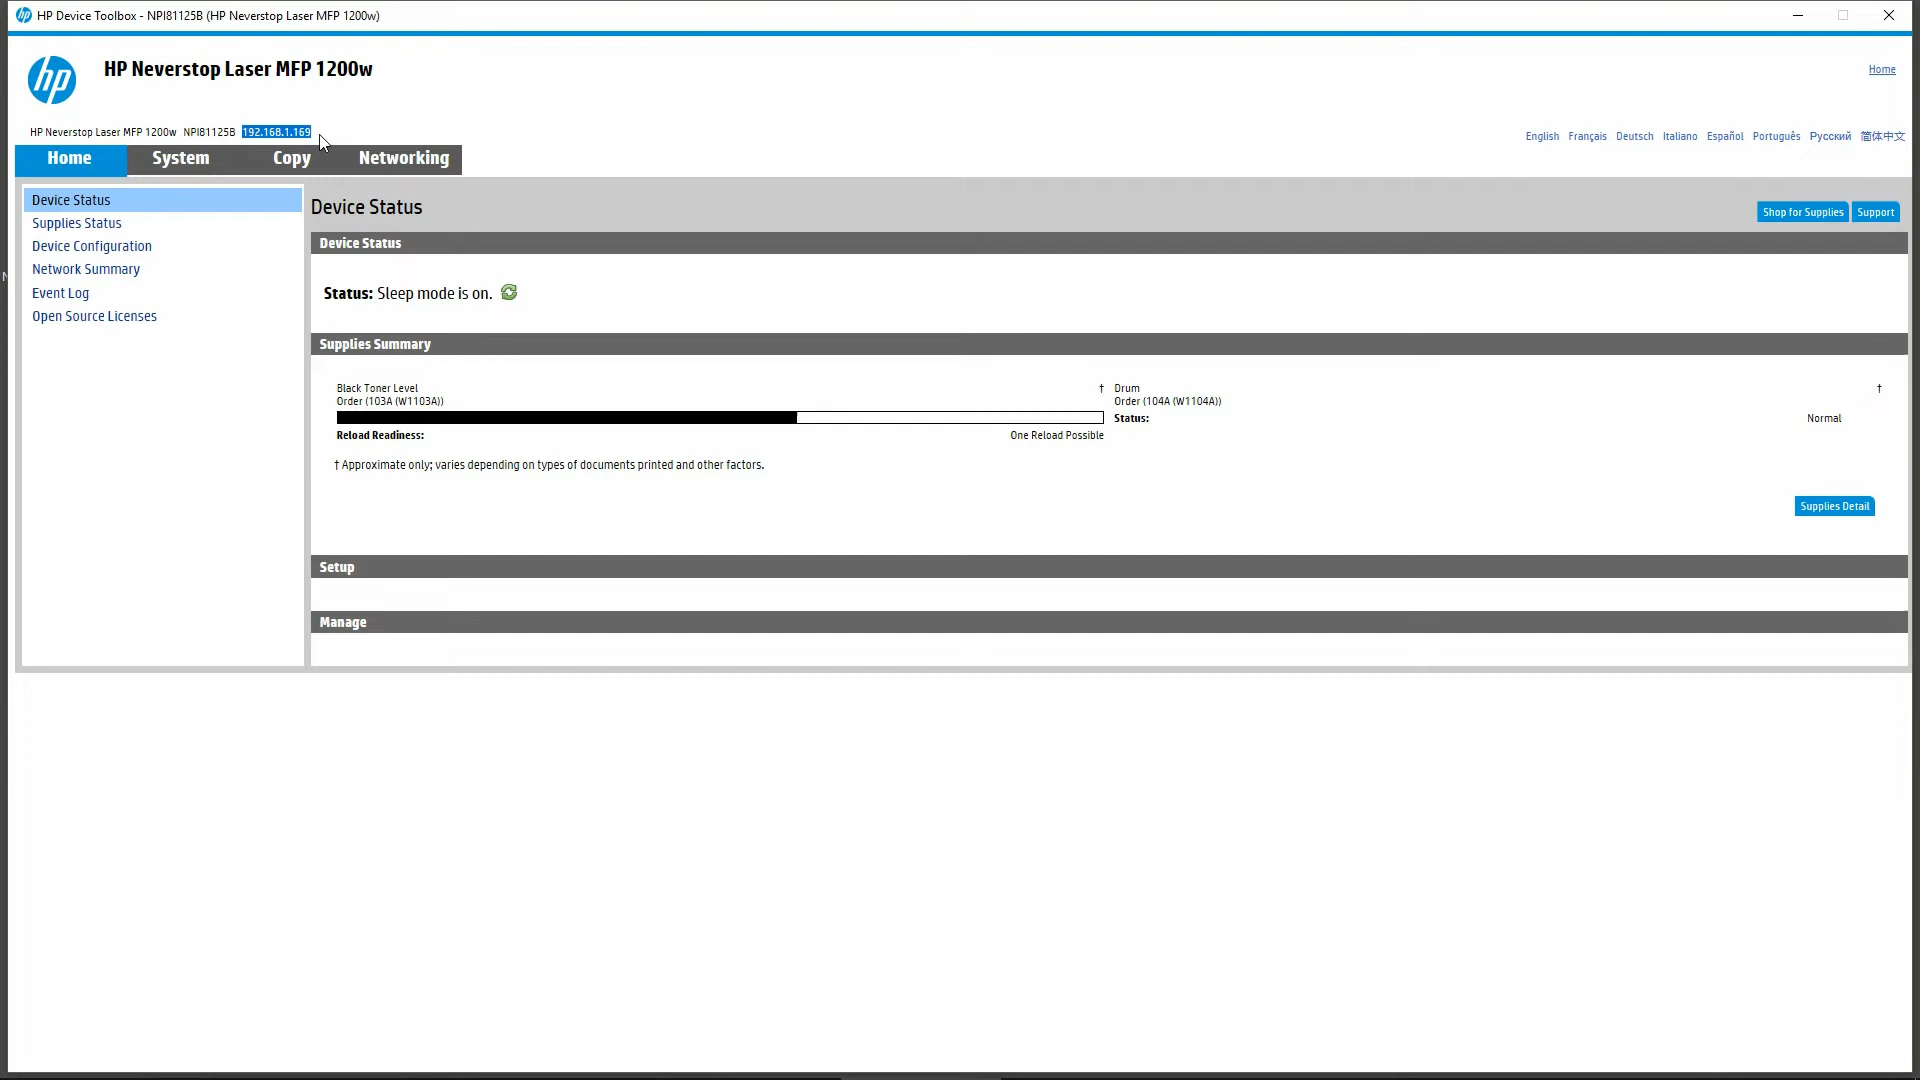 HP Device Toolbox - NPI81125B (HP Neverstop Laser MFP 1200w)
hp
HP Neverstop Laser MFP 1200w
Home
HP Neverstop Laser MFP 1200w NPI81125B 192.168.1.169
English Français Deutsch Italiano Español Português Русский 简体中文
Home System Copy Networking
Device Status
Supplies Status
Device Configuration
Network Summary
Event Log
Open Source Licenses
Device Status
Shop for Supplies Support
Device Status
Status: Sleep mode is on.
Supplies Summary
Black Toner Level † Drum †
Order (103A (W1103A)) Order (104A (W1104A))
Status: Normal
Reload Readiness: One Reload Possible
† Approximate only; varies depending on types of documents printed and other factors.
Supplies Detail
Setup
Manage